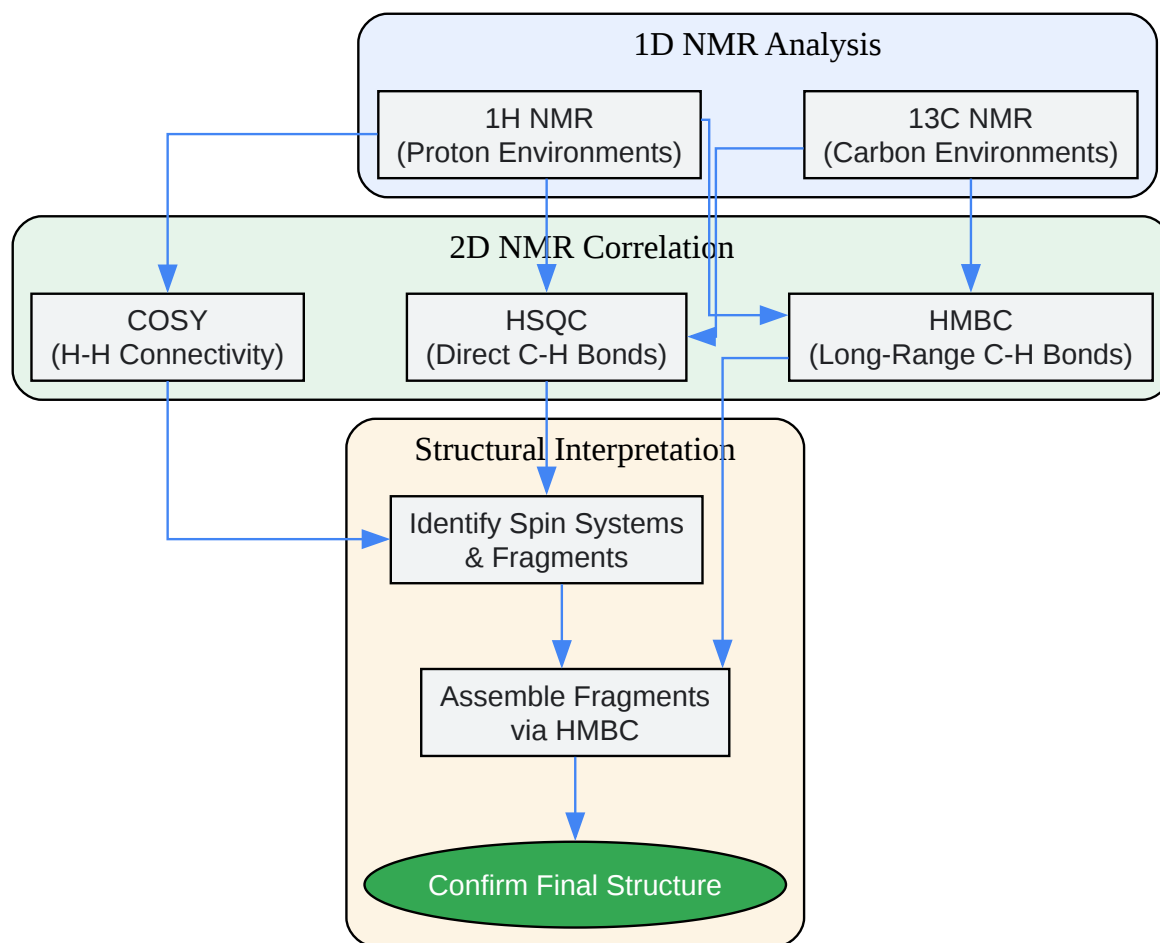 1D NMR Analysis
1H NMR
(Proton Environments)
13C NMR
(Carbon Environments)
2D NMR Correlation
COSY
(H-H Connectivity)
HSQC
(Direct C-H Bonds)
HMBC
(Long-Range C-H Bonds)
Structural Interpretation
Identify Spin Systems
& Fragments
Assemble Fragments
via HMBC
Confirm Final Structure